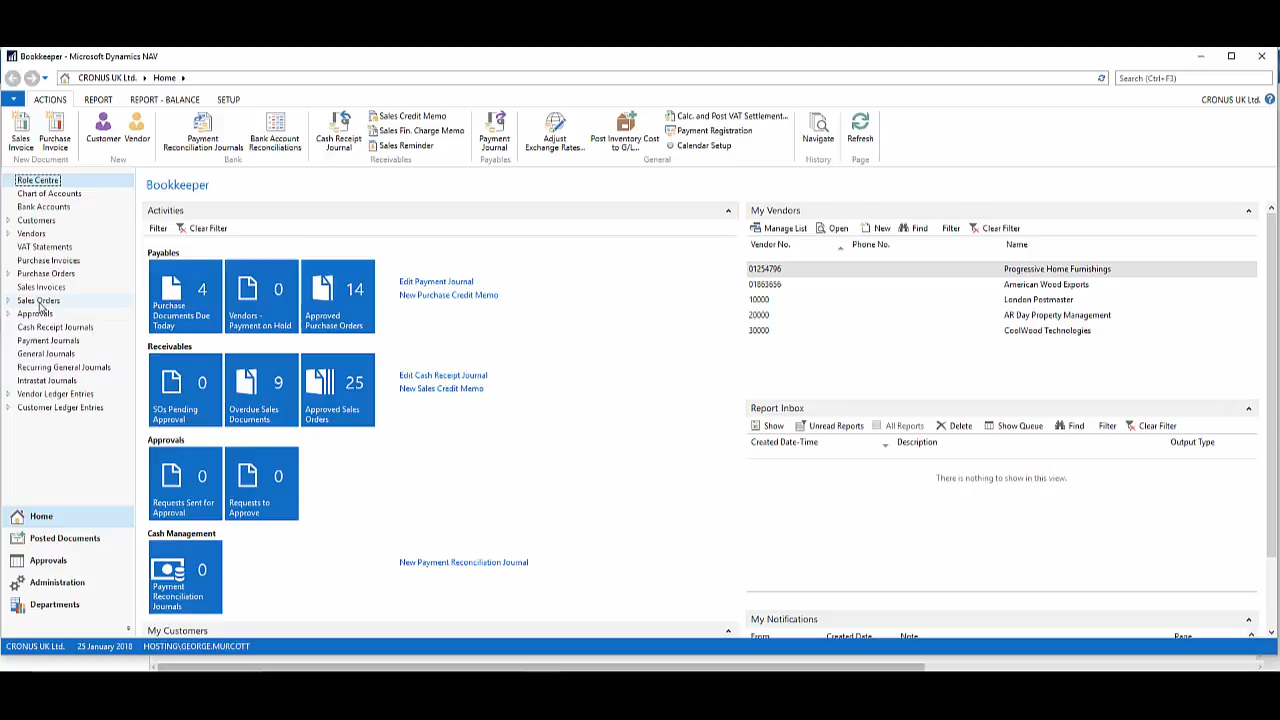 Bookkeeper - Microsoft Dynamics NAV
CRONUS UK Ltd. Home
Search (Ctrl+F3)
ACTIONS REPORT REPORT - BALANCE SETUP
CRONUS UK Ltd.
Sales Invoice
Purchase Invoice
New Document
Customer
Vendor
New
Payment Reconciliation Journals
Bank Account Reconciliations
Bank
Cash Receipt Journal
Sales Credit Memo
Sales Fin. Charge Memo
Sales Reminder
Receivables
Payment Journal
Payables
Adjust Exchange Rates...
Post Inventory Cost to G/L...
Calc. and Post VAT Settlement...
Payment Registration
Calendar Setup
General
Navigate
History
Refresh
Page
Role Centre
Chart of Accounts
Bank Accounts
Customers
Vendors
VAT Statements
Purchase Invoices
Purchase Orders
Sales Invoices
Sales Orders
Approvals
Cash Receipt Journals
Payment Journals
General Journals
Recurring General Journals
Intrastat Journals
Vendor Ledger Entries
Customer Ledger Entries
Home
Posted Documents
Approvals
Administration
Departments
Bookkeeper
Activities
Filter Clear Filter
Payables
4
Purchase Documents Due Today
0
Vendors - Payment on Hold
14
Approved Purchase Orders
Edit Payment Journal
New Purchase Credit Memo
Receivables
0
SOs Pending Approval
9
Overdue Sales Documents
25
Approved Sales Orders
Edit Cash Receipt Journal
New Sales Credit Memo
Approvals
0
Requests Sent for Approval
0
Requests to Approve
Cash Management
0
Payment Reconciliation Journals
New Payment Reconciliation Journal
My Customers
My Vendors
Manage List Open New Find Filter Clear Filter
Vendor No. Phone No. Name
01254796 Progressive Home Furnishings
01863656 American Wood Exports
10000 London Postmaster
20000 AR Day Property Management
30000 CoolWood Technologies
Report Inbox
Show Unread Reports All Reports Delete Show Queue Find Filter Clear Filter
Created Date-Time Description Output Type
There is nothing to show in this view.
My Notifications
From Created Date Note Page
CRONUS UK Ltd. 25 January 2018 HOSTING\GEORGE.MURCOTT